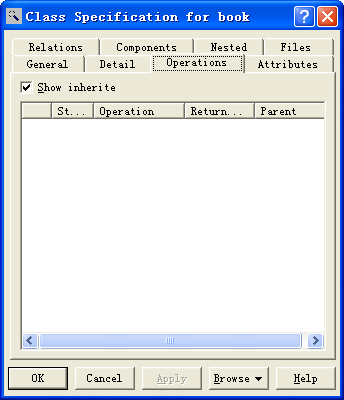 Class Specification for book
Relations Components Nested Files
General Detail Operations Attributes
Show inherite
St... Operation Return... Parent
OK Cancel Apply Browse Help